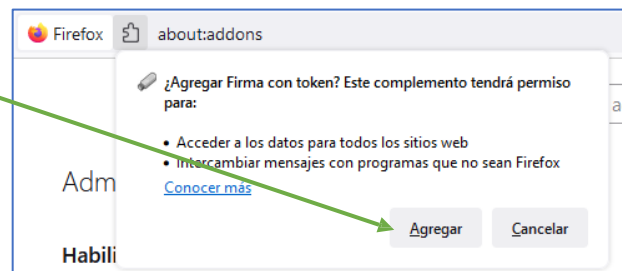 Firefox about:addons
¿Agregar Firma con token? Este complemento tendrá permiso
para:
• Acceder a los datos para todos los sitios web
• Intercambiar mensajes con programas que no sean Firefox
Conocer más
Agregar Cancelar
a
Adm
Habili